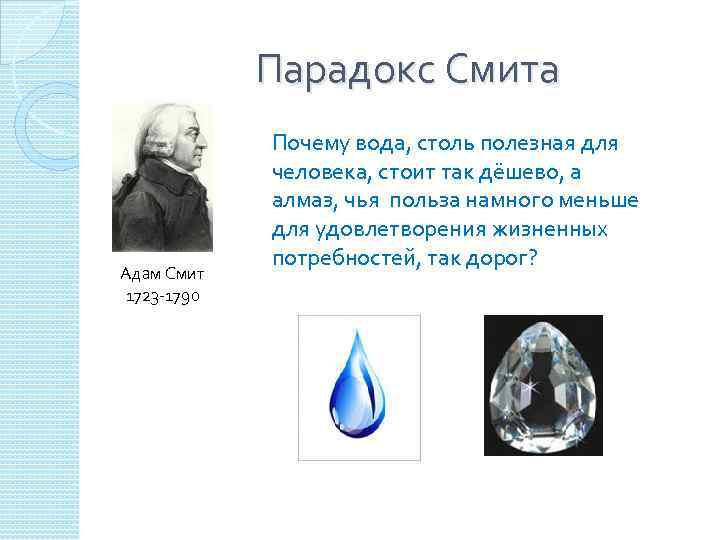 Парадокс Смита
Почему вода, столь полезная для
человека, стоит так дёшево, а
алмаз, чья польза намного меньше
для удовлетворения жизненных
потребностей, так дорог?
Адам Смит
1723-1790